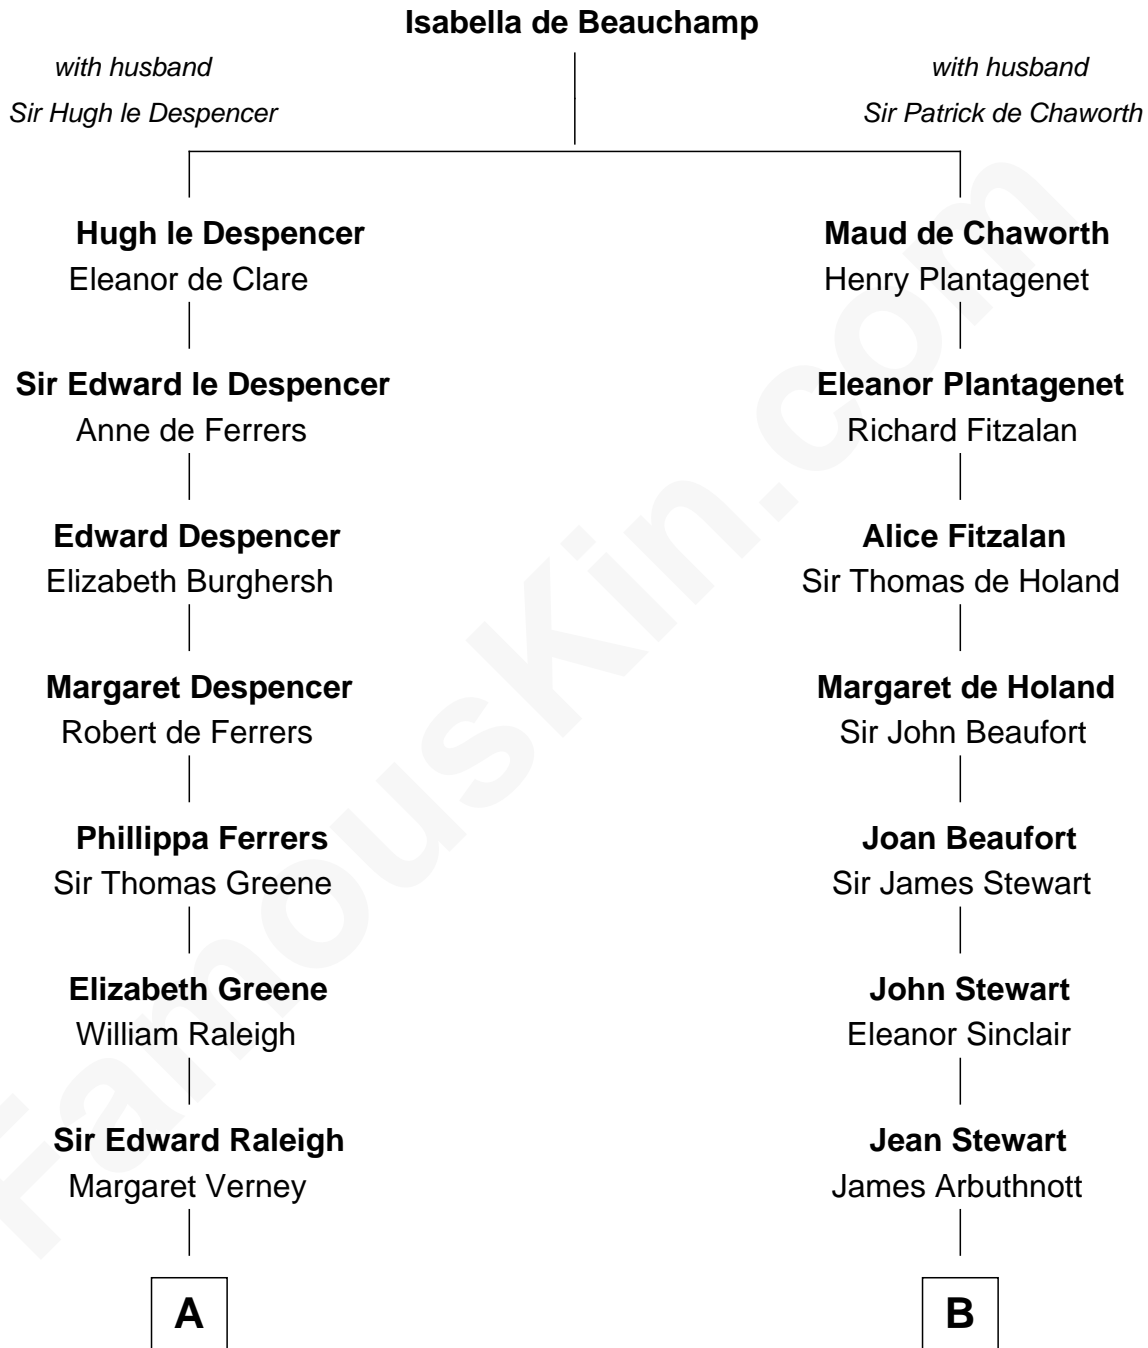 Isabella de Beauchamp
with husband
Sir Hugh le Despencer
with husband
Sir Patrick de Chaworth
Hugh le Despencer
Eleanor de Clare
Sir Edward le Despencer
Anne de Ferrers
Edward Despencer
Elizabeth Burghersh
Margaret Despencer
Robert de Ferrers
Phillippa Ferrers
Sir Thomas Greene
Elizabeth Greene
William Raleigh
Sir Edward Raleigh
Margaret Verney
A
Maud de Chaworth
Henry Plantagenet
Eleanor Plantagenet
Richard Fitzalan
Alice Fitzalan
Sir Thomas de Holand
Margaret de Holand
Sir John Beaufort
Joan Beaufort
Sir James Stewart
John Stewart
Eleanor Sinclair
Jean Stewart
James Arbuthnott
B
FamousKin.com